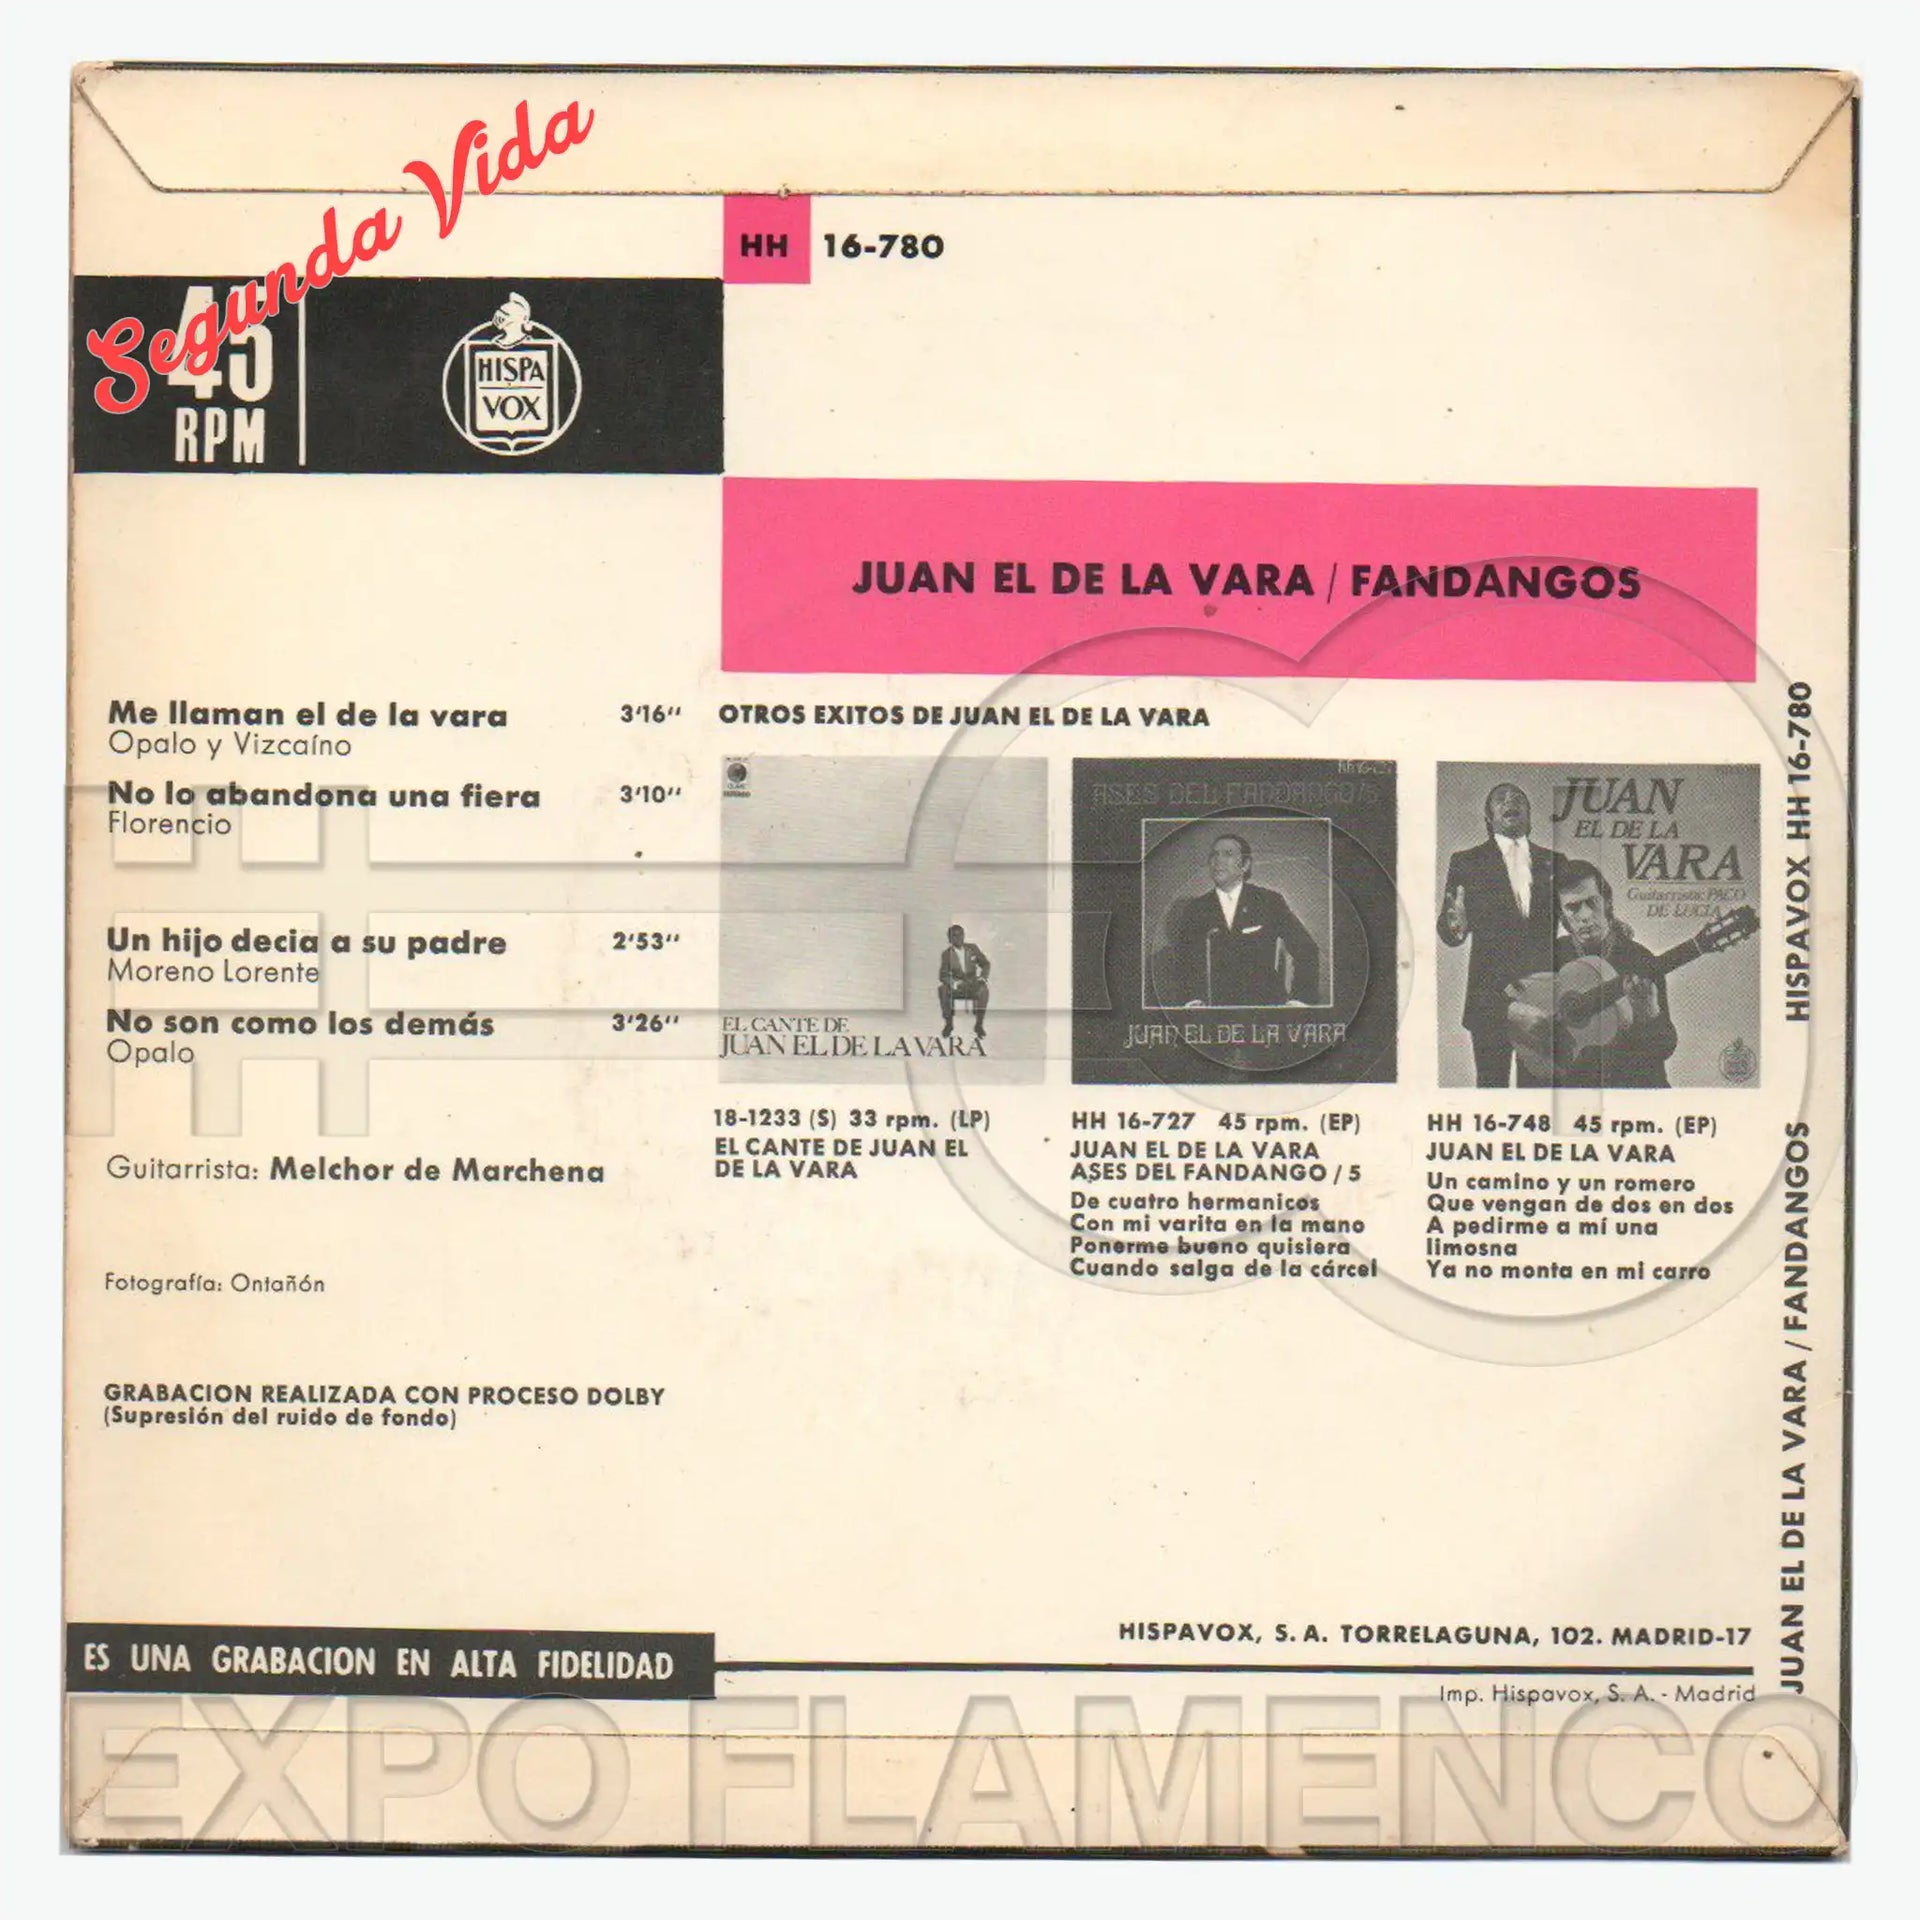 Segunda Vida
HH 16-780
45
RPM
HISPA
VOX
JUAN EL DE LA VARA / FANDANGOS
Me llaman el de la vara 3'16''
Opalo y Vizcaíno
No lo abandona una fiera 3'10''
Florencio
Un hijo decia a su padre 2'53''
Moreno Lorente
No son como los demás 3'26''
Opalo
Guitarrista: Melchor de Marchena
Fotografía: Ontañón
GRABACION REALIZADA CON PROCESO DOLBY
(Supresión del ruido de fondo)
OTROS EXITOS DE JUAN EL DE LA VARA
EL CANTE DE
JUAN EL DE LA VARA
18-1233 (S) 33 rpm. (LP)
EL CANTE DE JUAN EL
DE LA VARA
ASES DEL FANDANGO/5
JUAN EL DE LA VARA
HH 16-727 45 rpm. (EP)
JUAN EL DE LA VARA
ASES DEL FANDANGO / 5
De cuatro hermanicos
Con mi varita en la mano
Ponerme bueno quisiera
Cuando salga de la cárcel
JUAN
EL DE LA
VARA
Guitarrista: PACO
DE LUCIA
HH 16-748 45 rpm. (EP)
JUAN EL DE LA VARA
Un camino y un romero
Que vengan de dos en dos
A pedirme a mí una
limosna
Ya no monta en mi carro
JUAN EL DE LA VARA / FANDANGOS HISPAVOX HH 16-780
HISPAVOX, S. A. TORRELAGUNA, 102. MADRID-17
ES UNA GRABACION EN ALTA FIDELIDAD
Imp. Hispavox, S. A. - Madrid
EXPO FLAMENCO